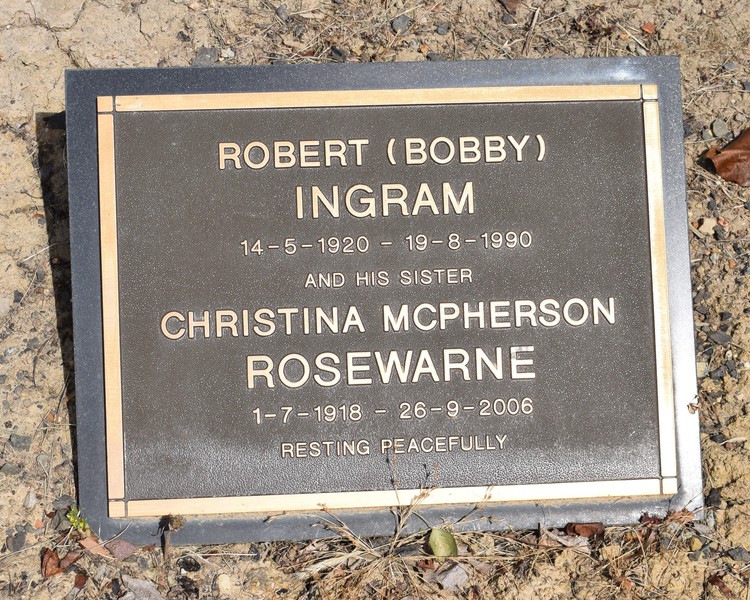 ROBERT (BOBBY)
INGRAM
14-5-1920 - 19-8-1990
AND HIS SISTER
CHRISTINA MCPHERSON
ROSEWARNE
1-7-1918 - 26-9-2006
RESTING PEACEFULLY